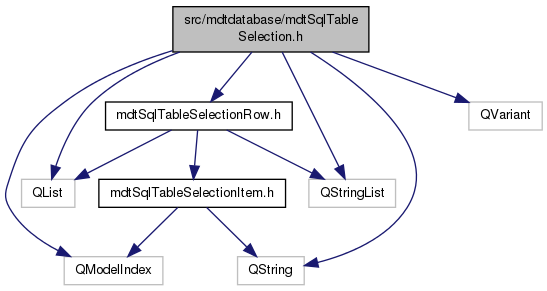 src/mdtdatabase/mdtSqlTable
Selection.h
mdtSqlTableSelectionRow.h
QVariant
QList
mdtSqlTableSelectionItem.h
QStringList
QModelIndex
QString